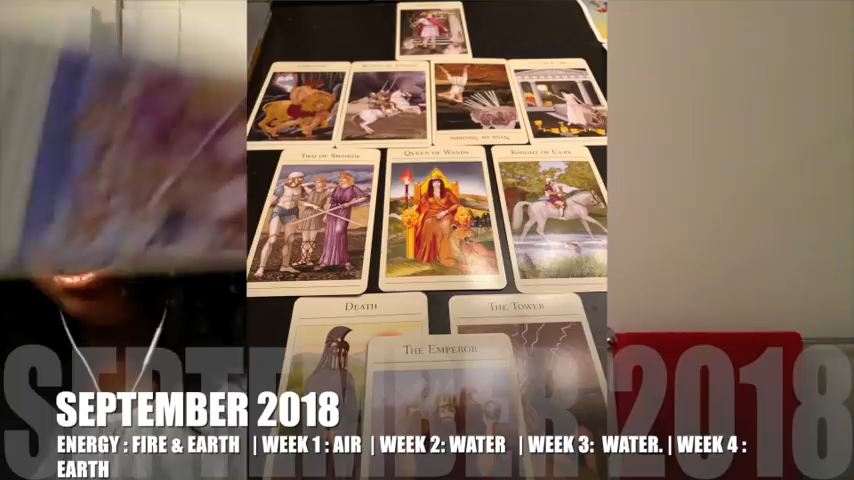 TWO OF SWORDS
QUEEN OF WANDS
KNIGHT OF CUPS
DEATH
THE TOWER
THE EMPEROR
SEPTEMBER 2018
SEPTEMBER 2018
ENERGY : FIRE & EARTH | WEEK 1 : AIR | WEEK 2: WATER | WEEK 3: WATER. | WEEK 4 :
EARTH